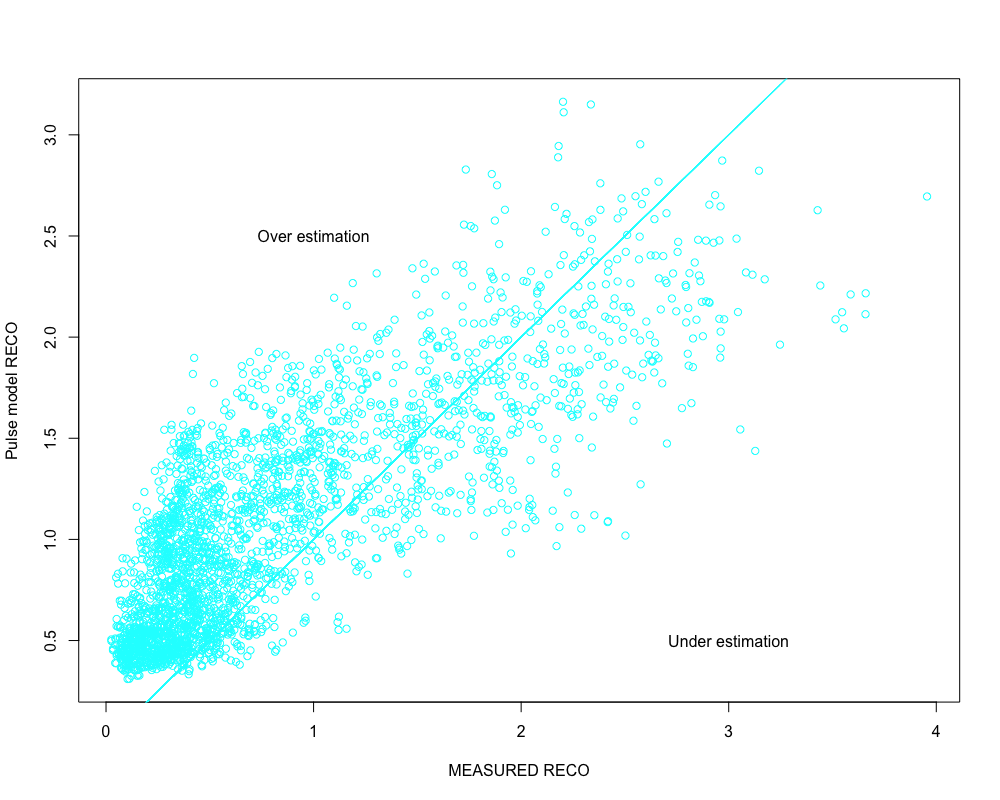 3.0
2.5
2.0
1.5
1.0
0.5
Pulse model RECO
Over estimation
Under estimation
0 1 2 3 4
MEASURED RECO